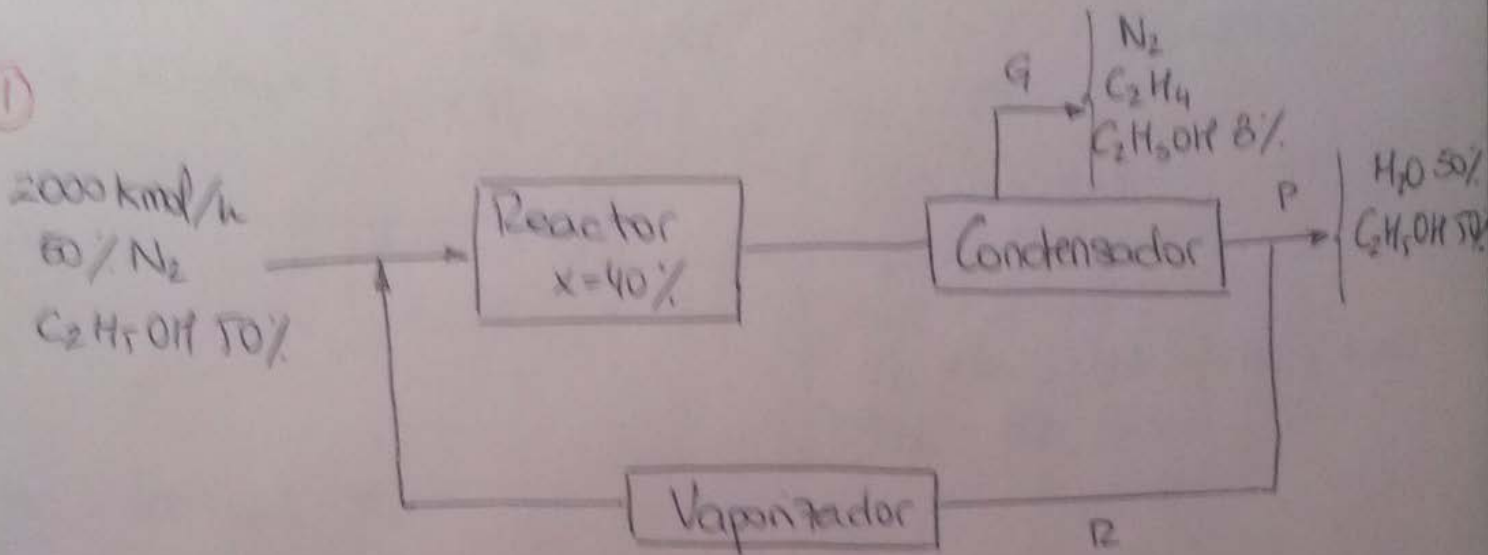 1
2000 kmol/h
50% N2
C2H5OH 50%
Reactor
x=40%
G
N2
C2H4
C2H5OH 8%
Condensador
P
H2O 50%
C2H5OH 50%
Vaporizador
R